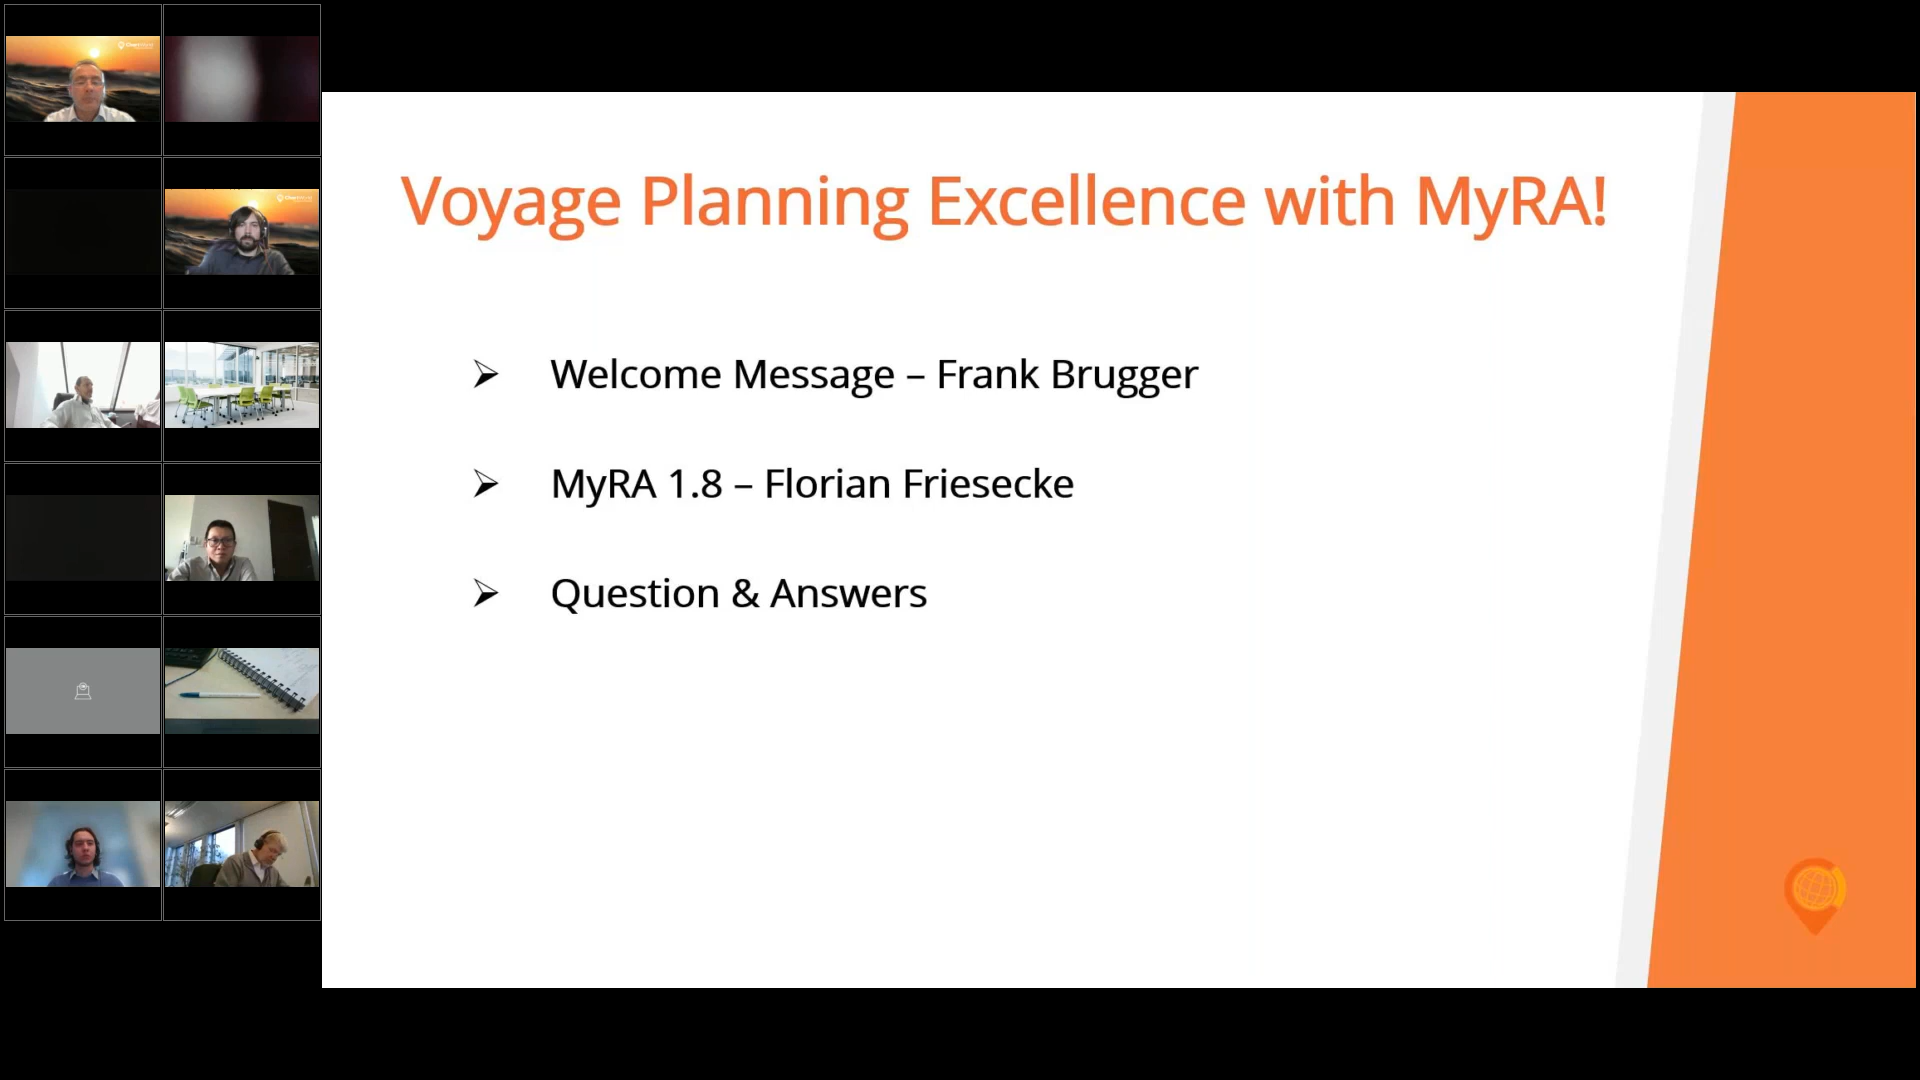 Voyage Planning Excellence with MyRA!
Welcome Message – Frank Brugger
MyRA 1.8 – Florian Friesecke
Question & Answers